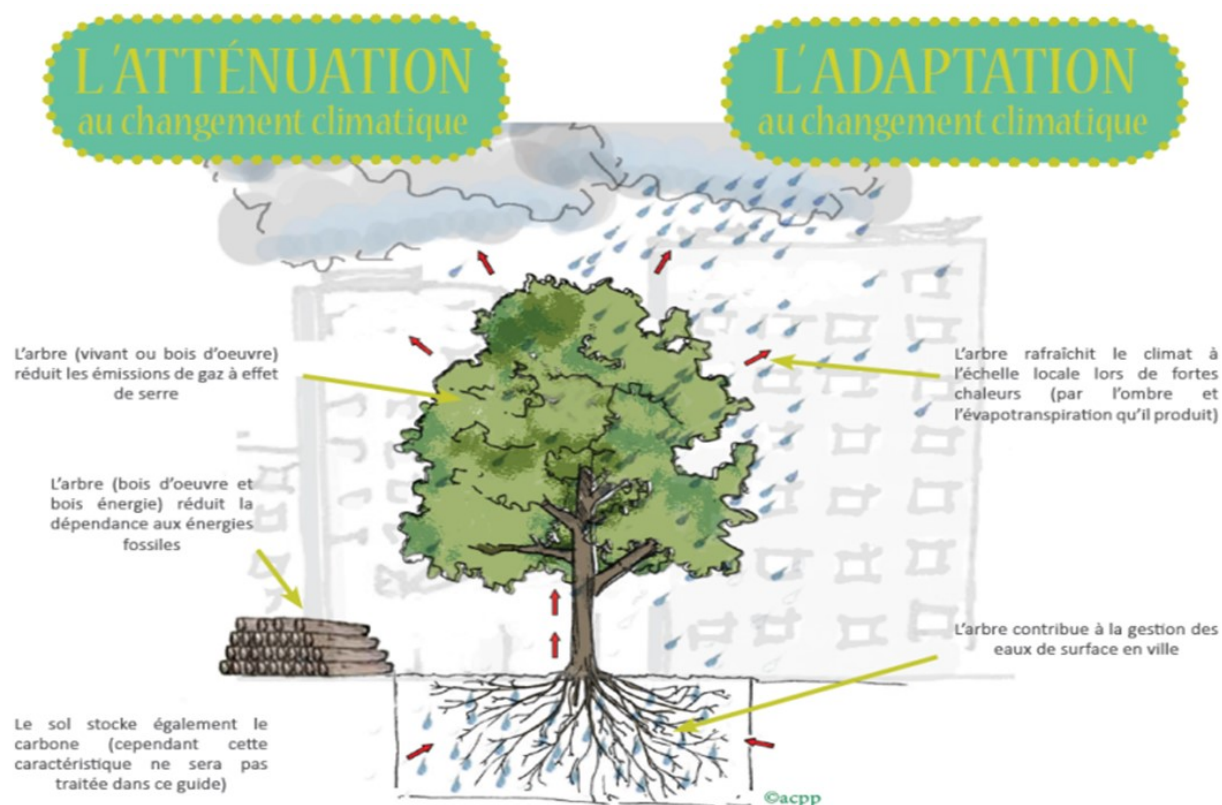 L'ATTÉNUATION
au changement climatique
L'ADAPTATION
au changement climatique
L'arbre (vivant ou bois d'oeuvre)
réduit les émissions de gaz à effet
de serre
L'arbre (bois d'oeuvre et
bois énergie) réduit la
dépendance aux énergies
fossiles
Le sol stocke également le
carbone (cependant cette
caractéristique ne sera pas
traitée dans ce guide)
L'arbre rafraîchit le climat à
l'échelle locale lors de fortes
chaleurs (par l'ombre et
l'évapotranspiration qu'il produit)
L'arbre contribue à la gestion des
eaux de surface en ville
©acpp